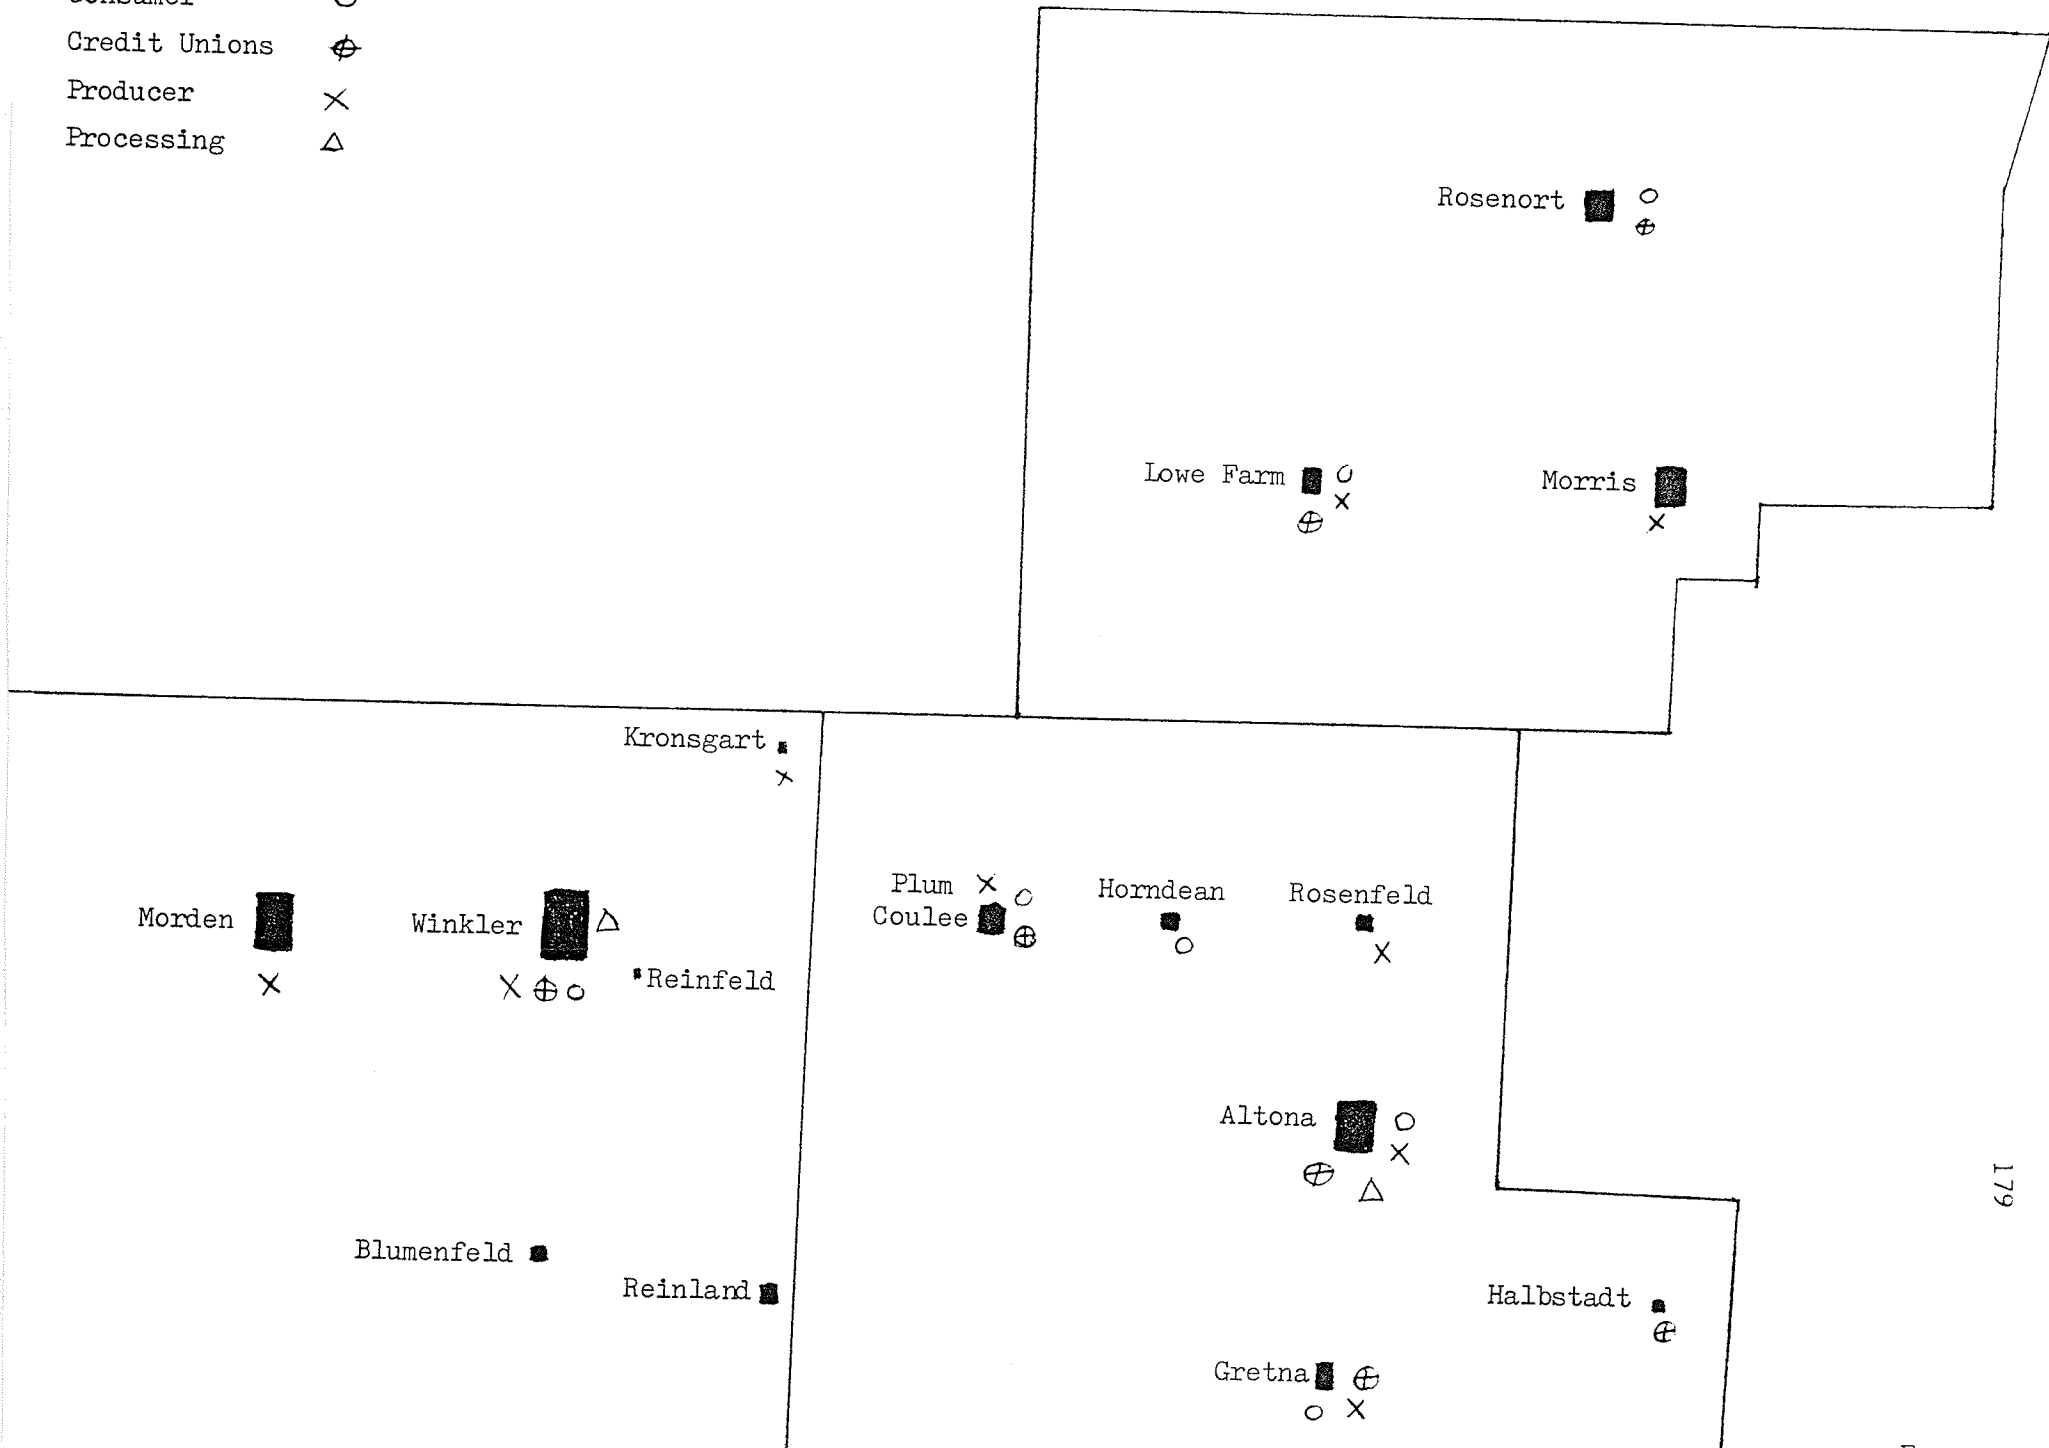 Consumer
Credit Unions
Producer
Processing
Rosenort
Lowe Farm
Morris
Kronsgart
Plum
Coulee
Horndean
Rosenfeld
Morden
Winkler
Reinfeld
Altona
179
Blumenfeld
Reinland
Halbstadt
Gretna